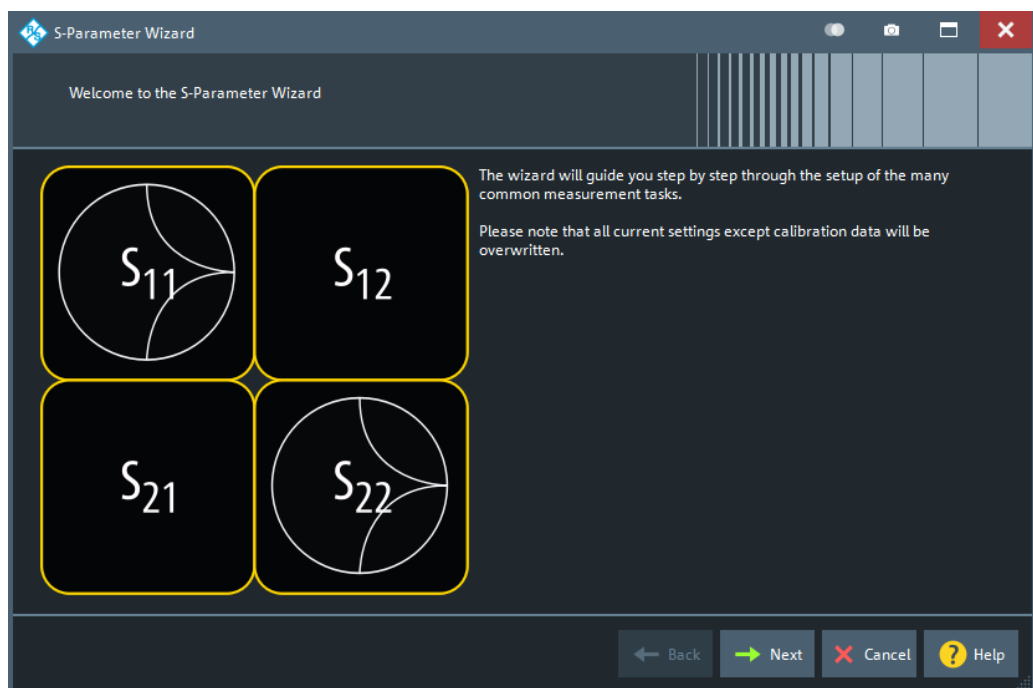 S-Parameter Wizard
Welcome to the S-Parameter Wizard
S11
S12
The wizard will guide you step by step through the setup of the many
common measurement tasks.
Please note that all current settings except calibration data will be
overwritten.
S21
S22
Back
Next
Cancel
? Help